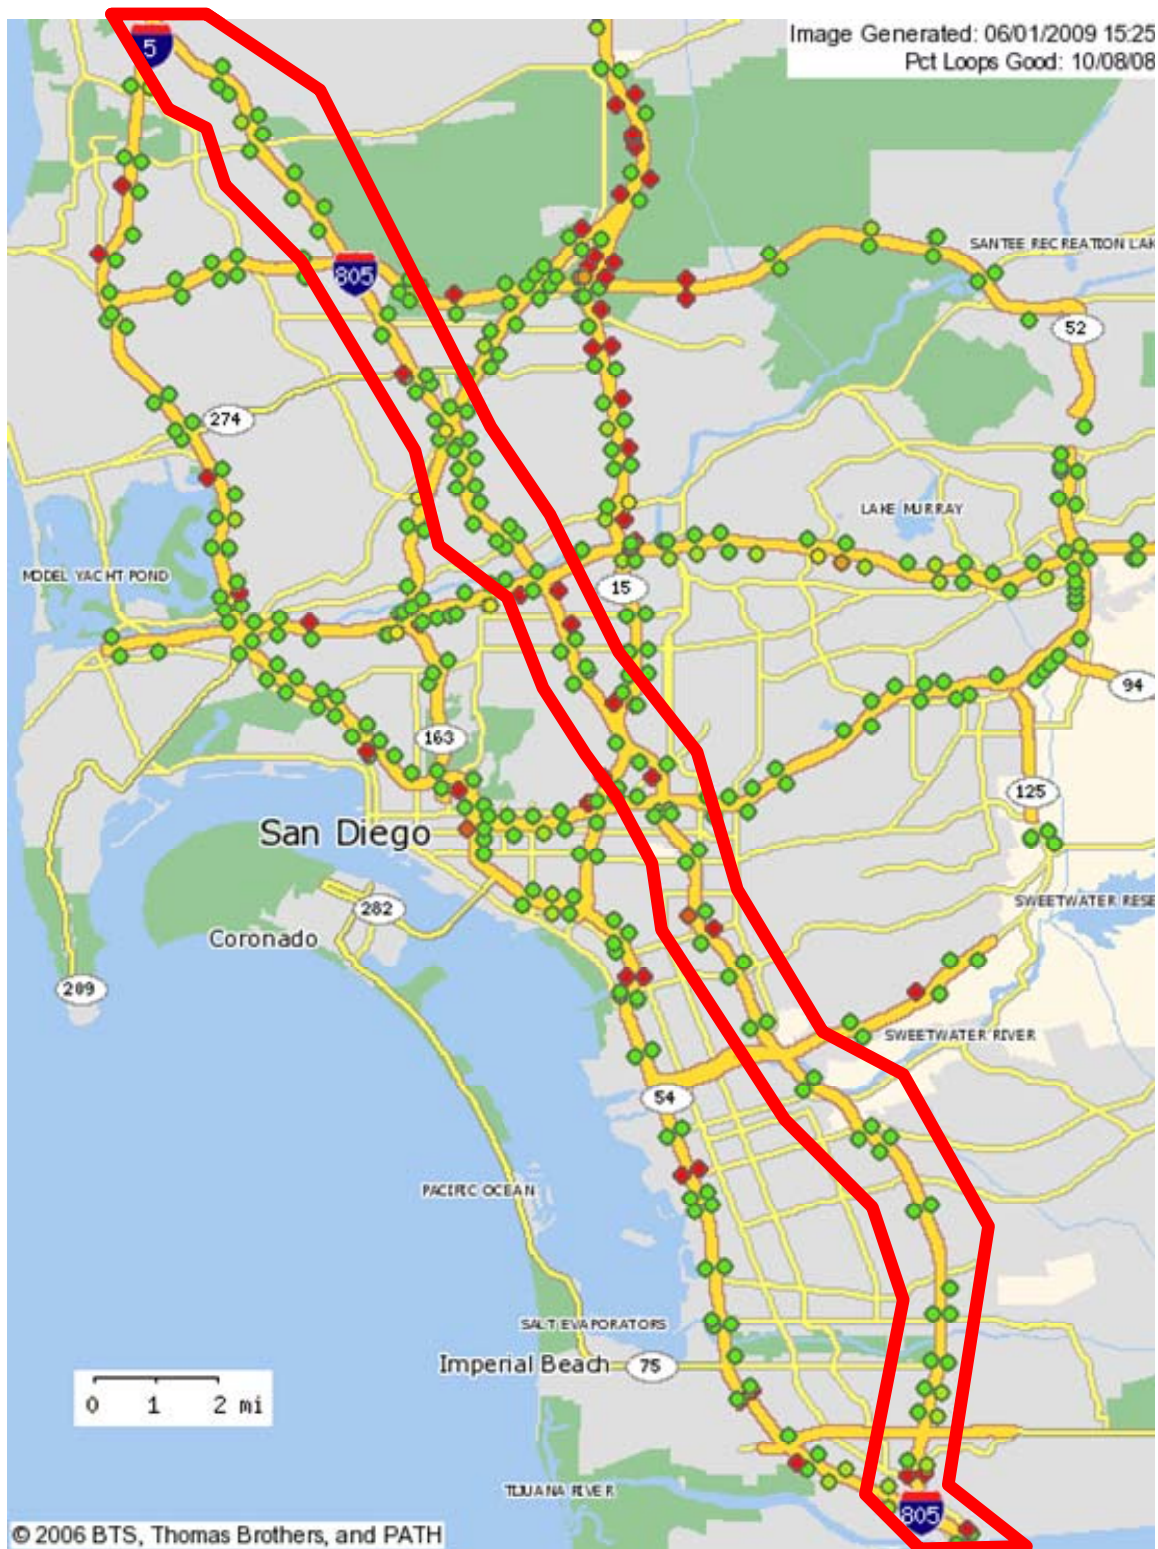 Image Generated: 06/01/2009 15:25
Pct Loops Good: 10/08/08
5
SANTEE RECREATION LAK
805
52
274
LAKE MURRAY
MODEL YACHT POND
15
94
163
125
San Diego
SWEETWATER RESE
282
Coronado
209
SWEETWATER RIVER
54
PACIFIC OCEAN
SALT EVAPORATORS
Imperial Beach
75
0 1 2 mi
TIJUANA RIVER
805
© 2006 BTS, Thomas Brothers, and PATH